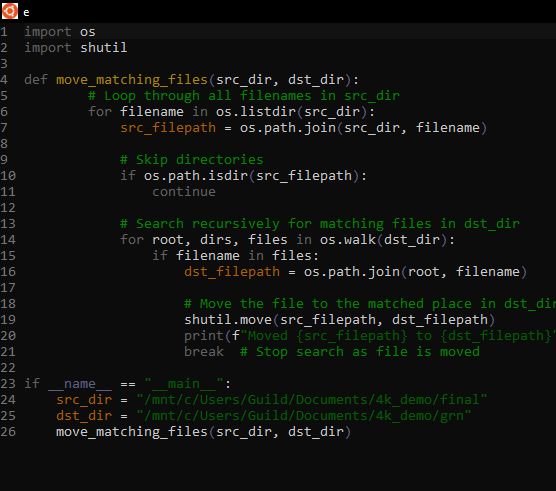 e
1 import os
2 import shutil
3
4 def move_matching_files(src_dir, dst_dir):
5         # Loop through all filenames in src_dir
6         for filename in os.listdir(src_dir):
7             src_filepath = os.path.join(src_dir, filename)
8
9             # Skip directories
10             if os.path.isdir(src_filepath):
11                 continue
12
13             # Search recursively for matching files in dst_dir
14             for root, dirs, files in os.walk(dst_dir):
15                 if filename in files:
16                     dst_filepath = os.path.join(root, filename)
17
18                     # Move the file to the matched place in dst_dir
19                     shutil.move(src_filepath, dst_filepath)
20                     print(f"Moved {src_filepath} to {dst_filepath}"
21                     break  # Stop search as file is moved
22
23 if __name__ == "__main__":
24     src_dir = "/mnt/c/Users/Guild/Documents/4k_demo/final"
25     dst_dir = "/mnt/c/Users/Guild/Documents/4k_demo/grn"
26     move_matching_files(src_dir, dst_dir)